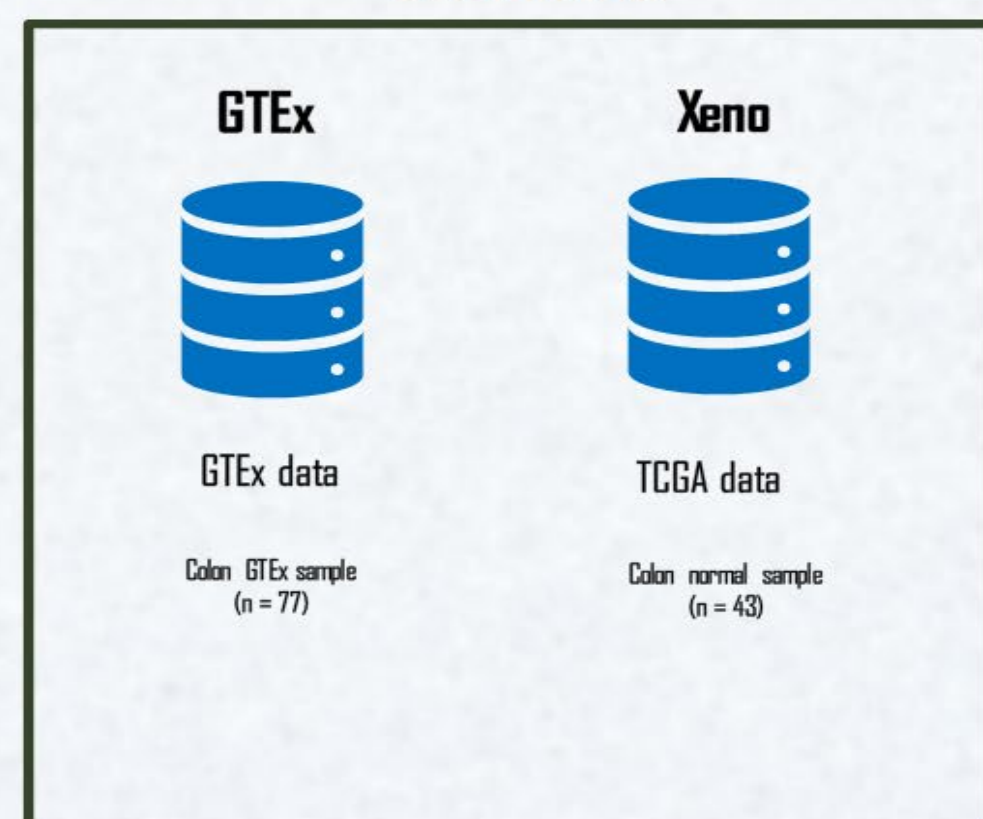 GTEx
Xeno
GTEx data
TCGA data
Colon GTEx sample
(n = 77)
Colon normal sample
(n = 43)